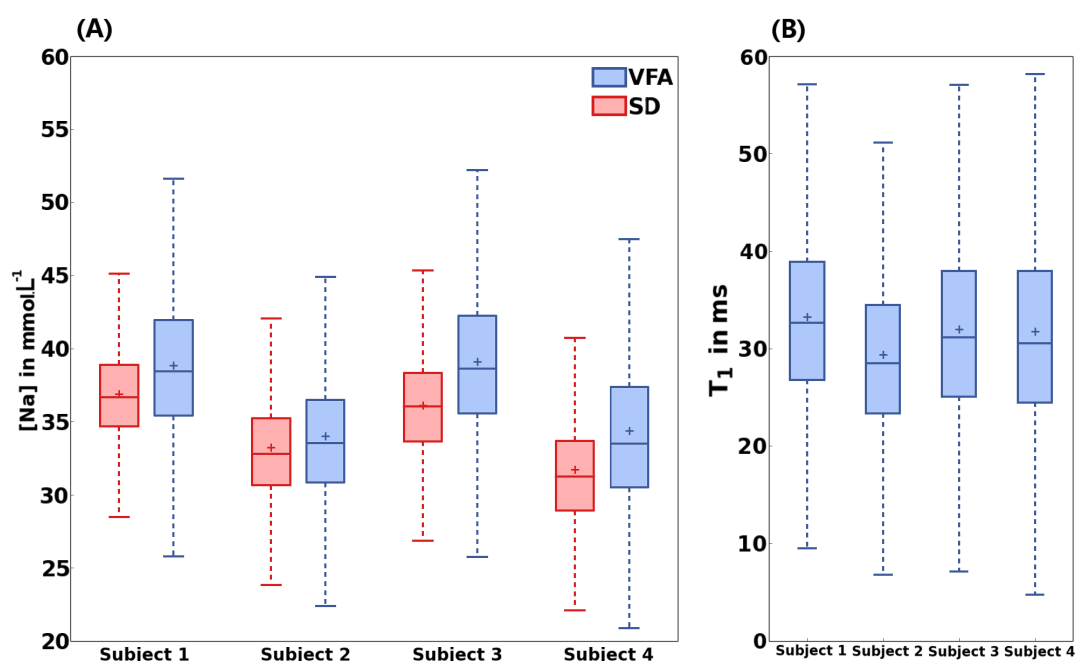 (A)
60
55
50
45
40
35
30
25
20
[Na] in mmol.L-1
VFA
SD
Subject 1
Subject 2
Subject 3
Subject 4
(B)
60
50
40
30
20
10
0
T1 in ms
Subject 1
Subject 2
Subject 3
Subject 4